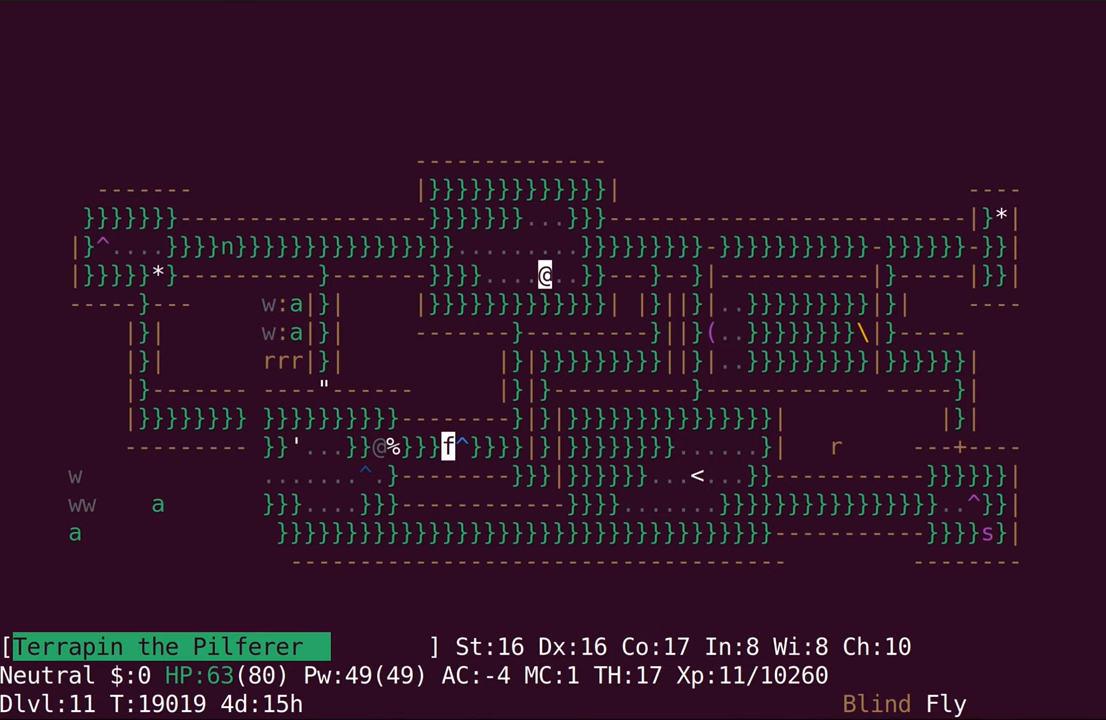 --------------
------- |}}}}}}}}}}}}}| ----
}}}}}}}------------------}}}}}}}...}}}--------------------------|}*|
|}^....}}}}n}}}}}}}}}}}}}}}}.........}}}}}}}}}-}}}}}}}}}}}-}}}}}}-}}|
|}}}}}*}----------}-------}}}}....@..}}---}--}|-----------|}-----|}}|
-----}--- w:a|}| |}}}}}}}}}}}}}| |}||}|..}}}}}}}}}|}| ----
|}| w:a|}| -------}---------}||}(..}}}}}}}}\|}-----
|}| rrr|}| |}|}}}}}}}}}||}|..}}}}}}}}}|}}}}}}|
|}------- ----"------ |}|}----------}------------ -----}|
|}}}}}}}} }}}}}}}}}}--------}|}|}}}}}}}}}}}}}}}| |}|
--------- }}'...}}@%}}}f^}}}}|}|}}}}}}}}......}| r ---+----
w .......^.}--------}}}|}}}}}}...<...}}-----------}}}}}}|
ww a }}}....}}}------------}}}}.......}}}}}}}}}}}}}}}}..^}}|
a }}}}}}}}}}}}}}}}}}}}}}}}}}}}}}}}}}}-----------}}}}s}|
----------------------------------- --------
[Terrapin the Pilferer ] St:16 Dx:16 Co:17 In:8 Wi:8 Ch:10
Neutral $:0 HP:63(80) Pw:49(49) AC:-4 MC:1 TH:17 Xp:11/10260
Dlvl:11 T:19019 4d:15h Blind Fly